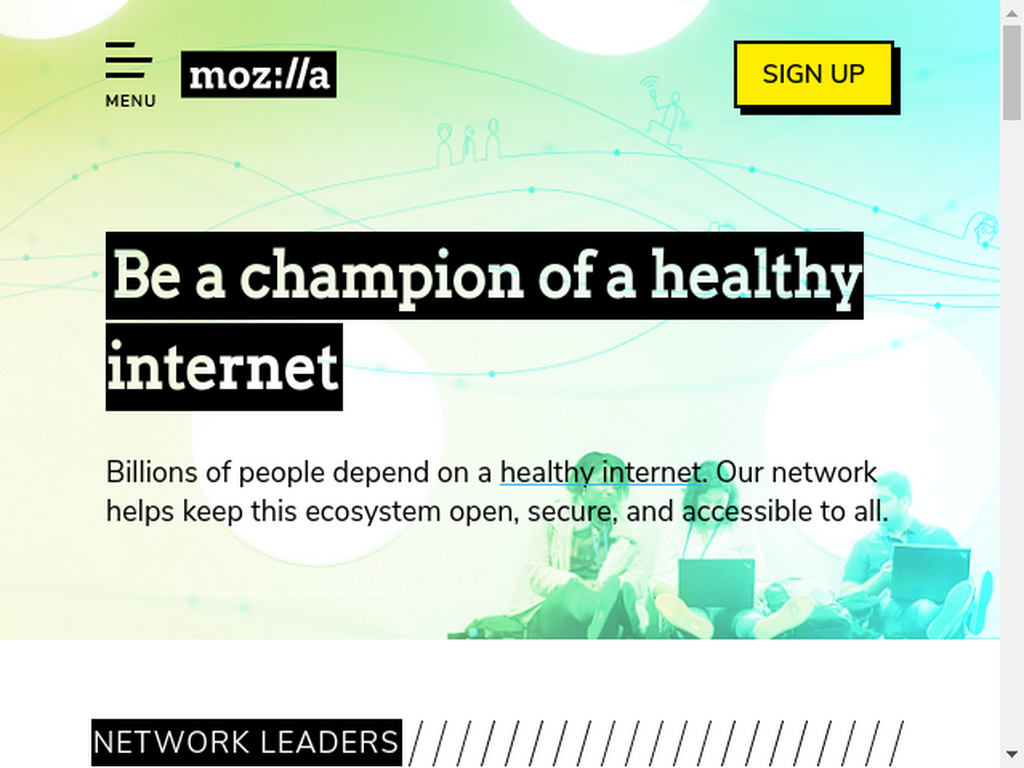 MENU
moz://a
SIGN UP
Be a champion of a healthy
internet
Billions of people depend on a healthy internet. Our network
helps keep this ecosystem open, secure, and accessible to all.
NETWORK LEADERS